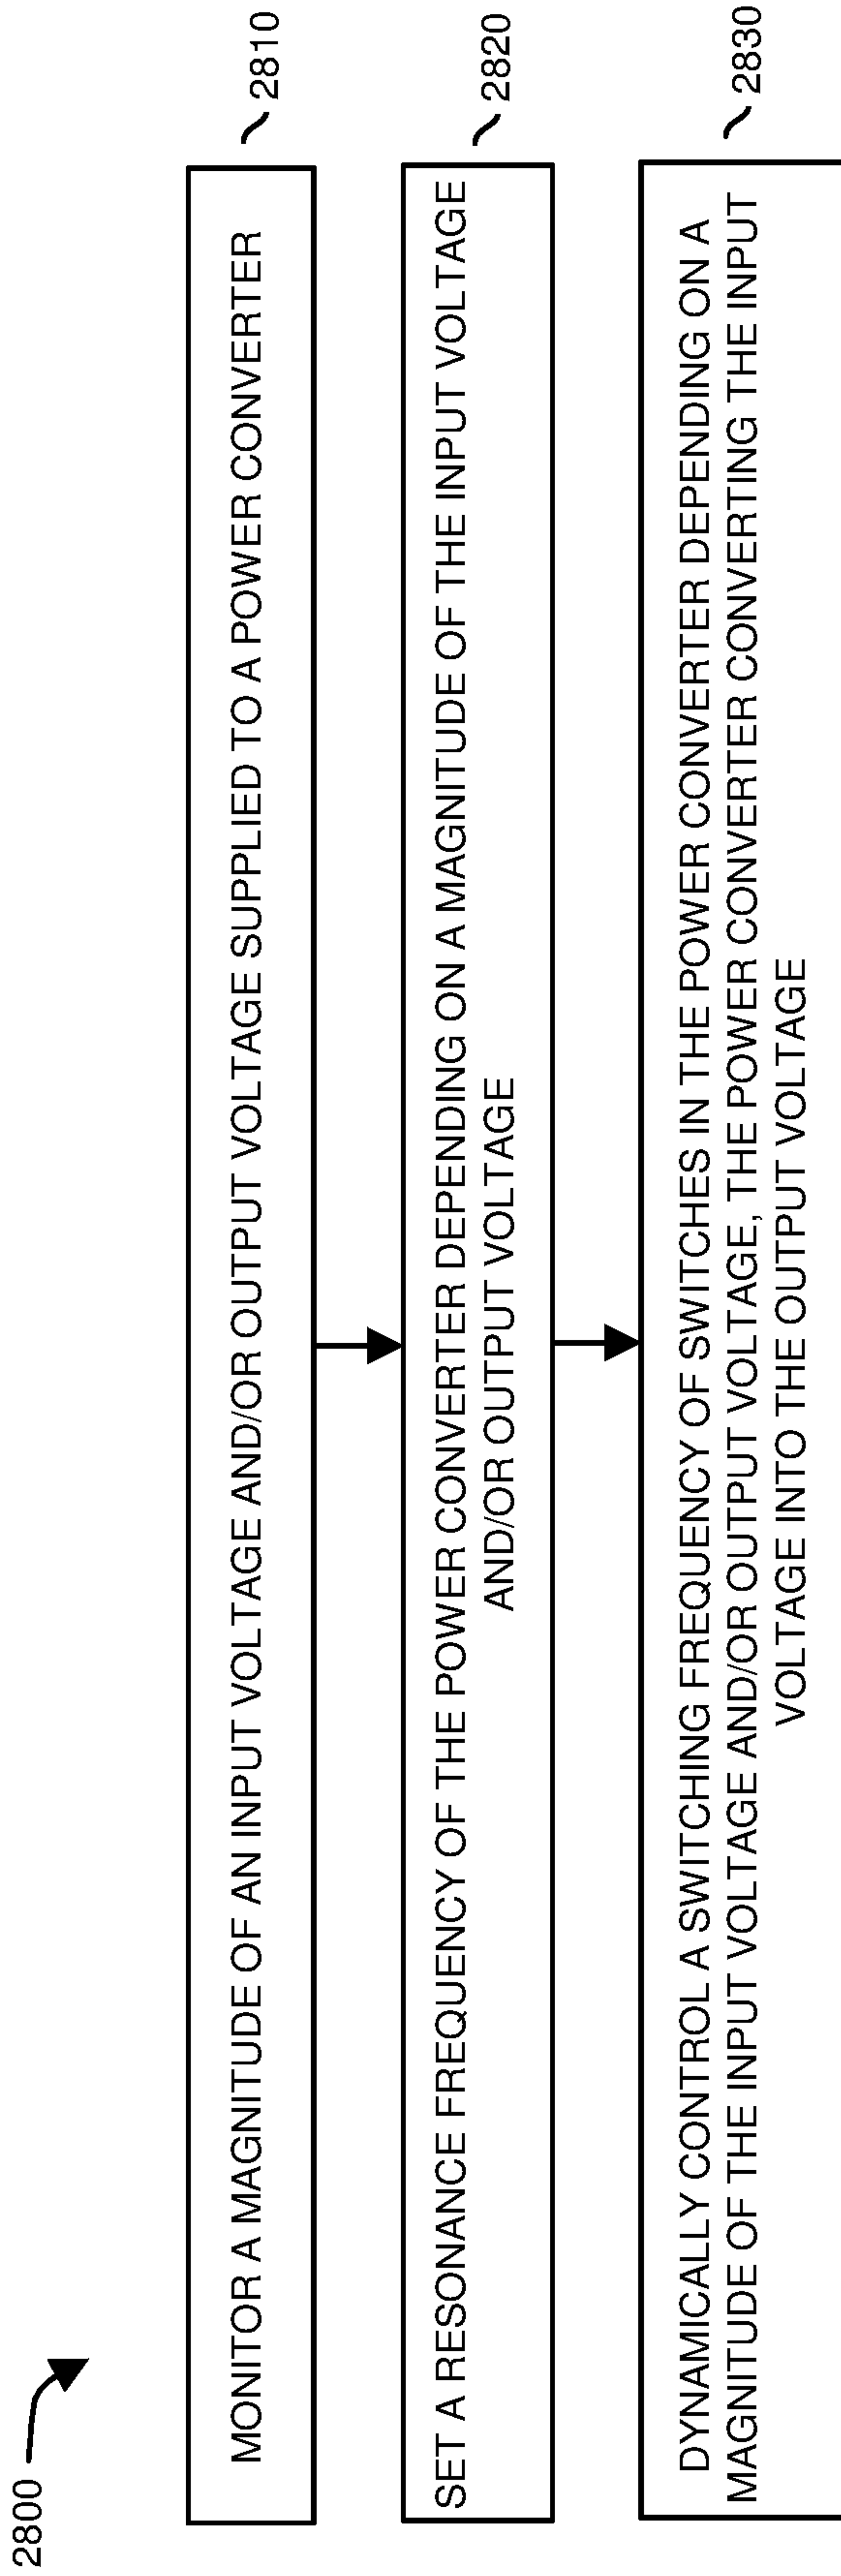 2800
MONITOR A MAGNITUDE OF AN INPUT VOLTAGE AND/OR OUTPUT VOLTAGE SUPPLIED TO A POWER CONVERTER
2810
SET A RESONANCE FREQUENCY OF THE POWER CONVERTER DEPENDING ON A MAGNITUDE OF THE INPUT VOLTAGE
AND/OR OUTPUT VOLTAGE
2820
DYNAMICALLY CONTROL A SWITCHING FREQUENCY OF SWITCHES IN THE POWER CONVERTER DEPENDING ON A
MAGNITUDE OF THE INPUT VOLTAGE AND/OR OUTPUT VOLTAGE, THE POWER CONVERTER CONVERTING THE INPUT
VOLTAGE INTO THE OUTPUT VOLTAGE
2830